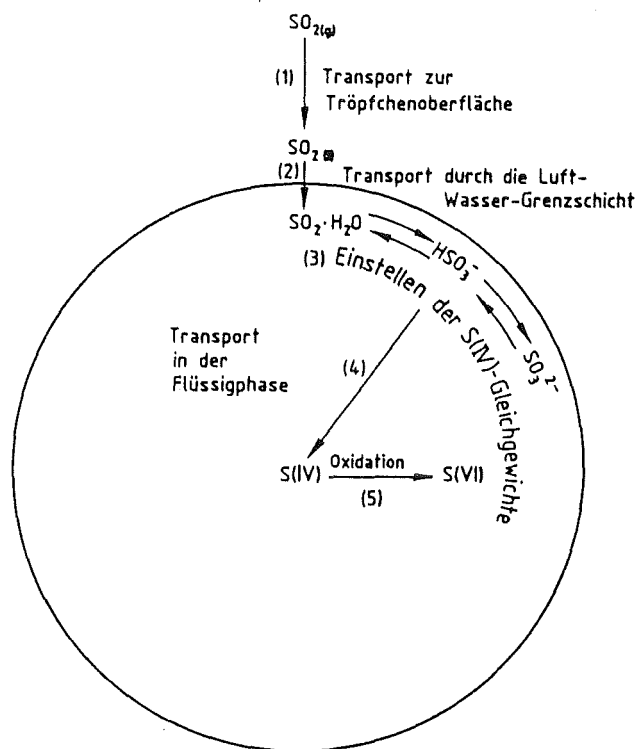 SO₂(g)
(1) Transport zur
Tröpfchenoberfläche
SO₂
(2) Transport durch die Luft-
Wasser-Grenzschicht
SO₂·H₂O
HSO₃⁻
SO₃²⁻
(3) Einstellen der S(IV)-Gleichgewichte
Transport
in der
Flüssigphase
(4)
S(IV) Oxidation S(VI)
(5)